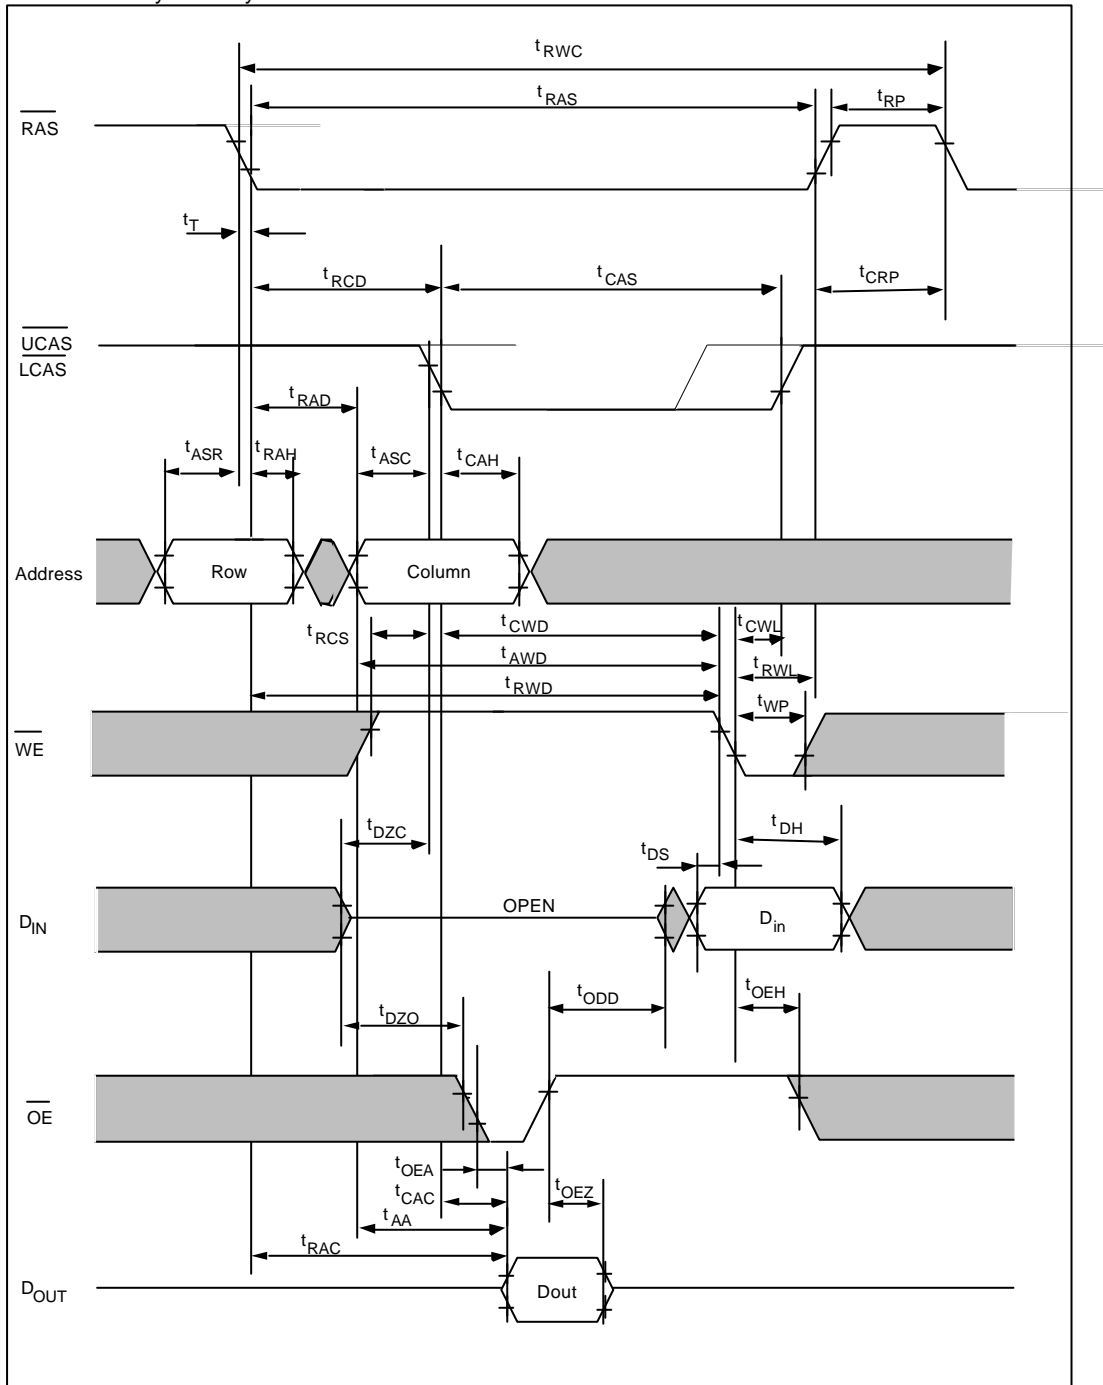 tRWC
tRAS
tRP
RAS
tT
tRCD
tCAS
tCRP
UCAS
LCAS
tRAD
tASR
tRAH
tASC
tCAH
Address
Row
Column
tRCS
tCWD
tCWL
tAWD
tRWL
tRWD
tWP
WE
tDZC
tDH
tDS
DIN
OPEN
Din
tODD
tOEH
tDZO
OE
tOEA
tCAC
tOEZ
tAA
tRAC
DOUT
Dout